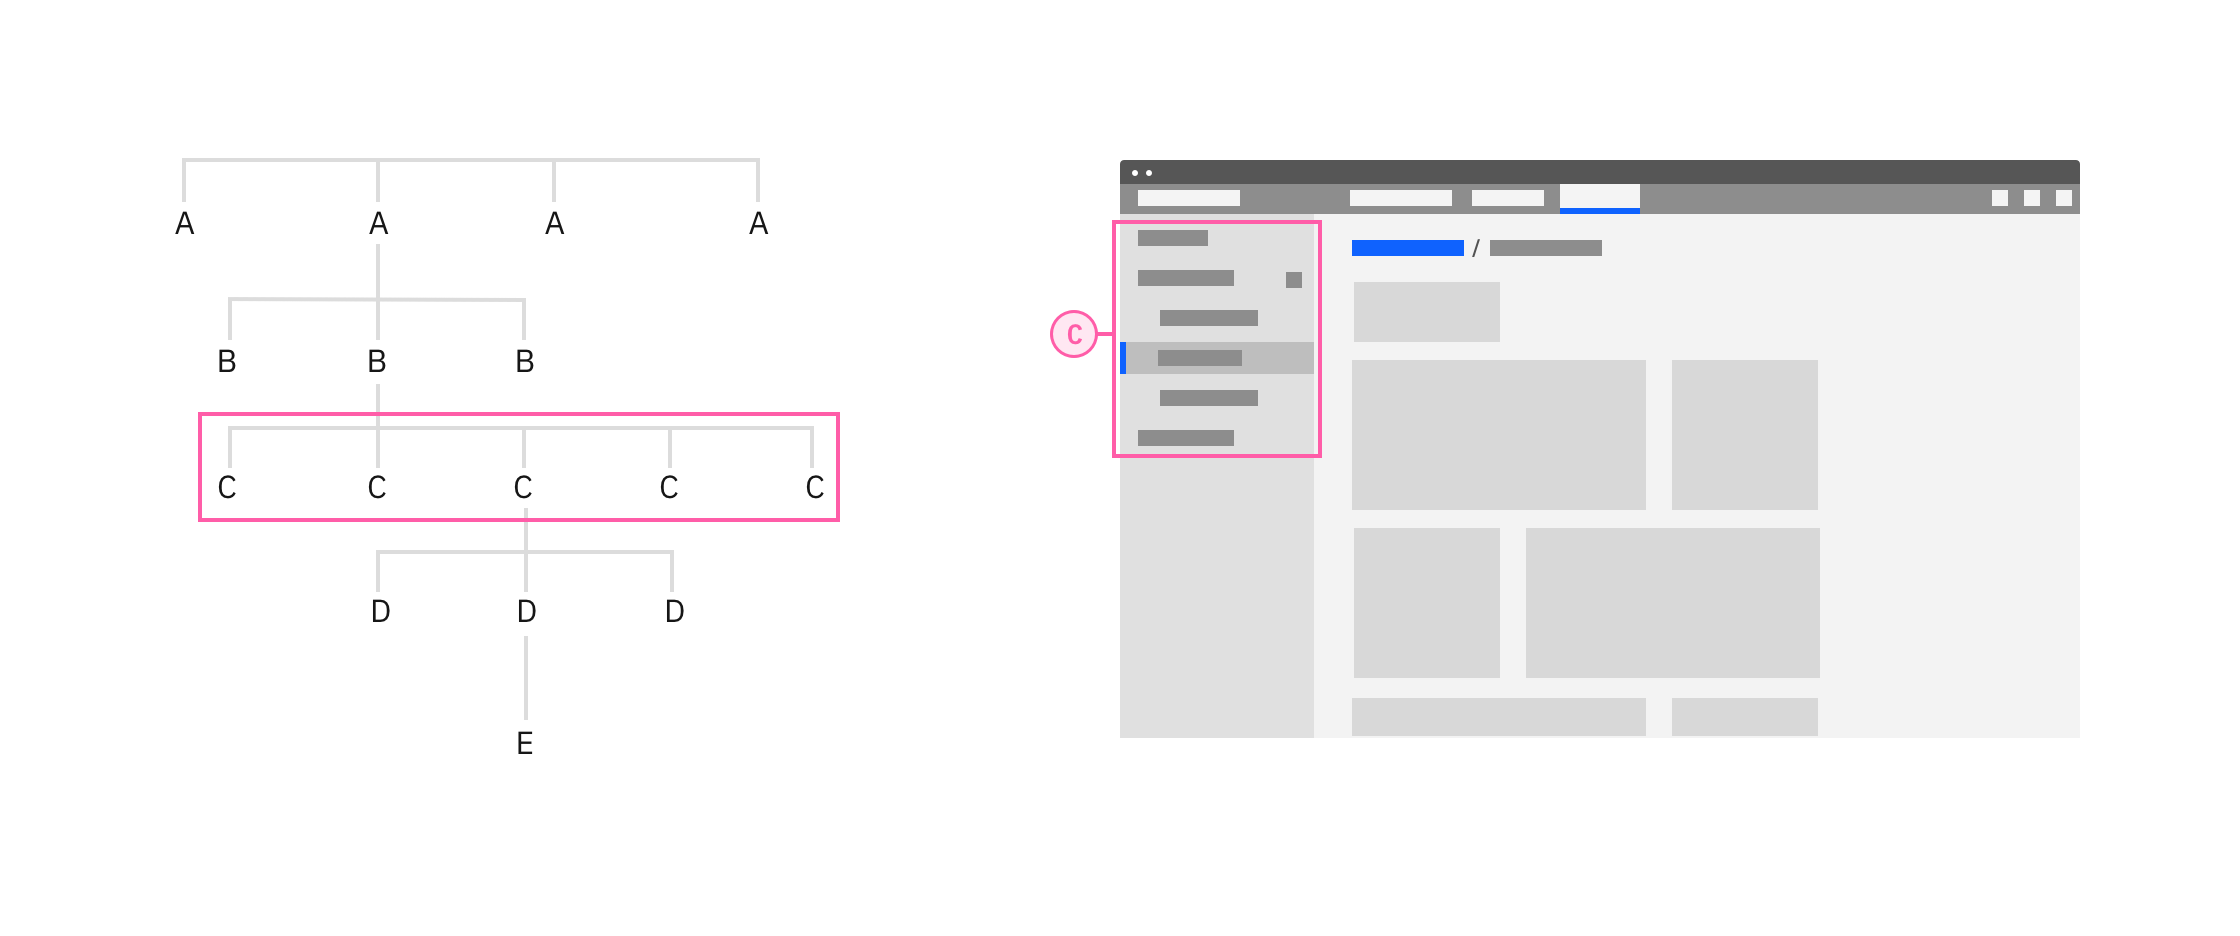 A A A A
B B B
C C C C C
D D D
E
C
/